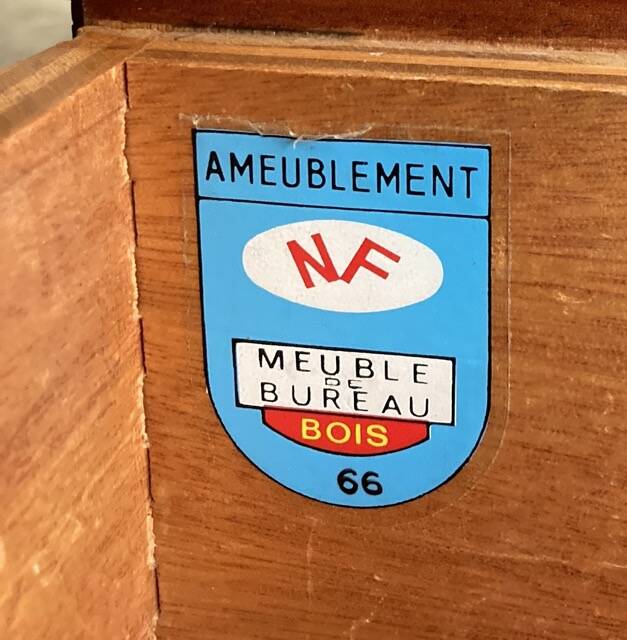 AMEUBLEMENT
NF
MEUBLE
DE
BUREAU
BOIS
66